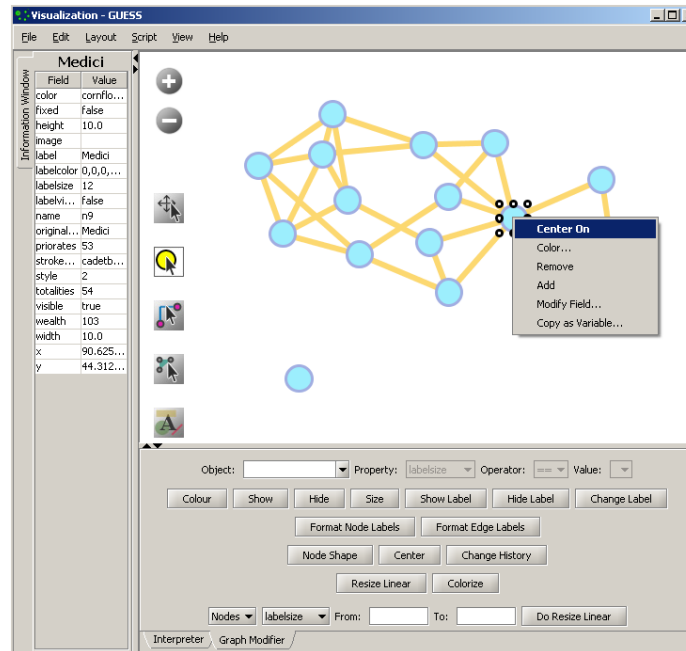 Visualization - GUESS
File Edit Layout Script View Help
Information Window
Medici
Field Value
color cornflo...
fixed false
height 10.0
image
label Medici
labelcolor 0,0,0,...
labelsize 12
labelvi... false
name n9
original... Medici
priorates 53
stroke... cadetb...
style 2
totalities 54
visible true
wealth 103
width 10.0
x 90.625...
y 44.312...
Center On
Color...
Remove
Add
Modify Field...
Copy as Variable...
A
Object: Property: labelsize Operator: == Value:
Colour Show Hide Size Show Label Hide Label Change Label
Format Node Labels Format Edge Labels
Node Shape Center Change History
Resize Linear Colorize
Nodes labelsize From: To: Do Resize Linear
Interpreter Graph Modifier